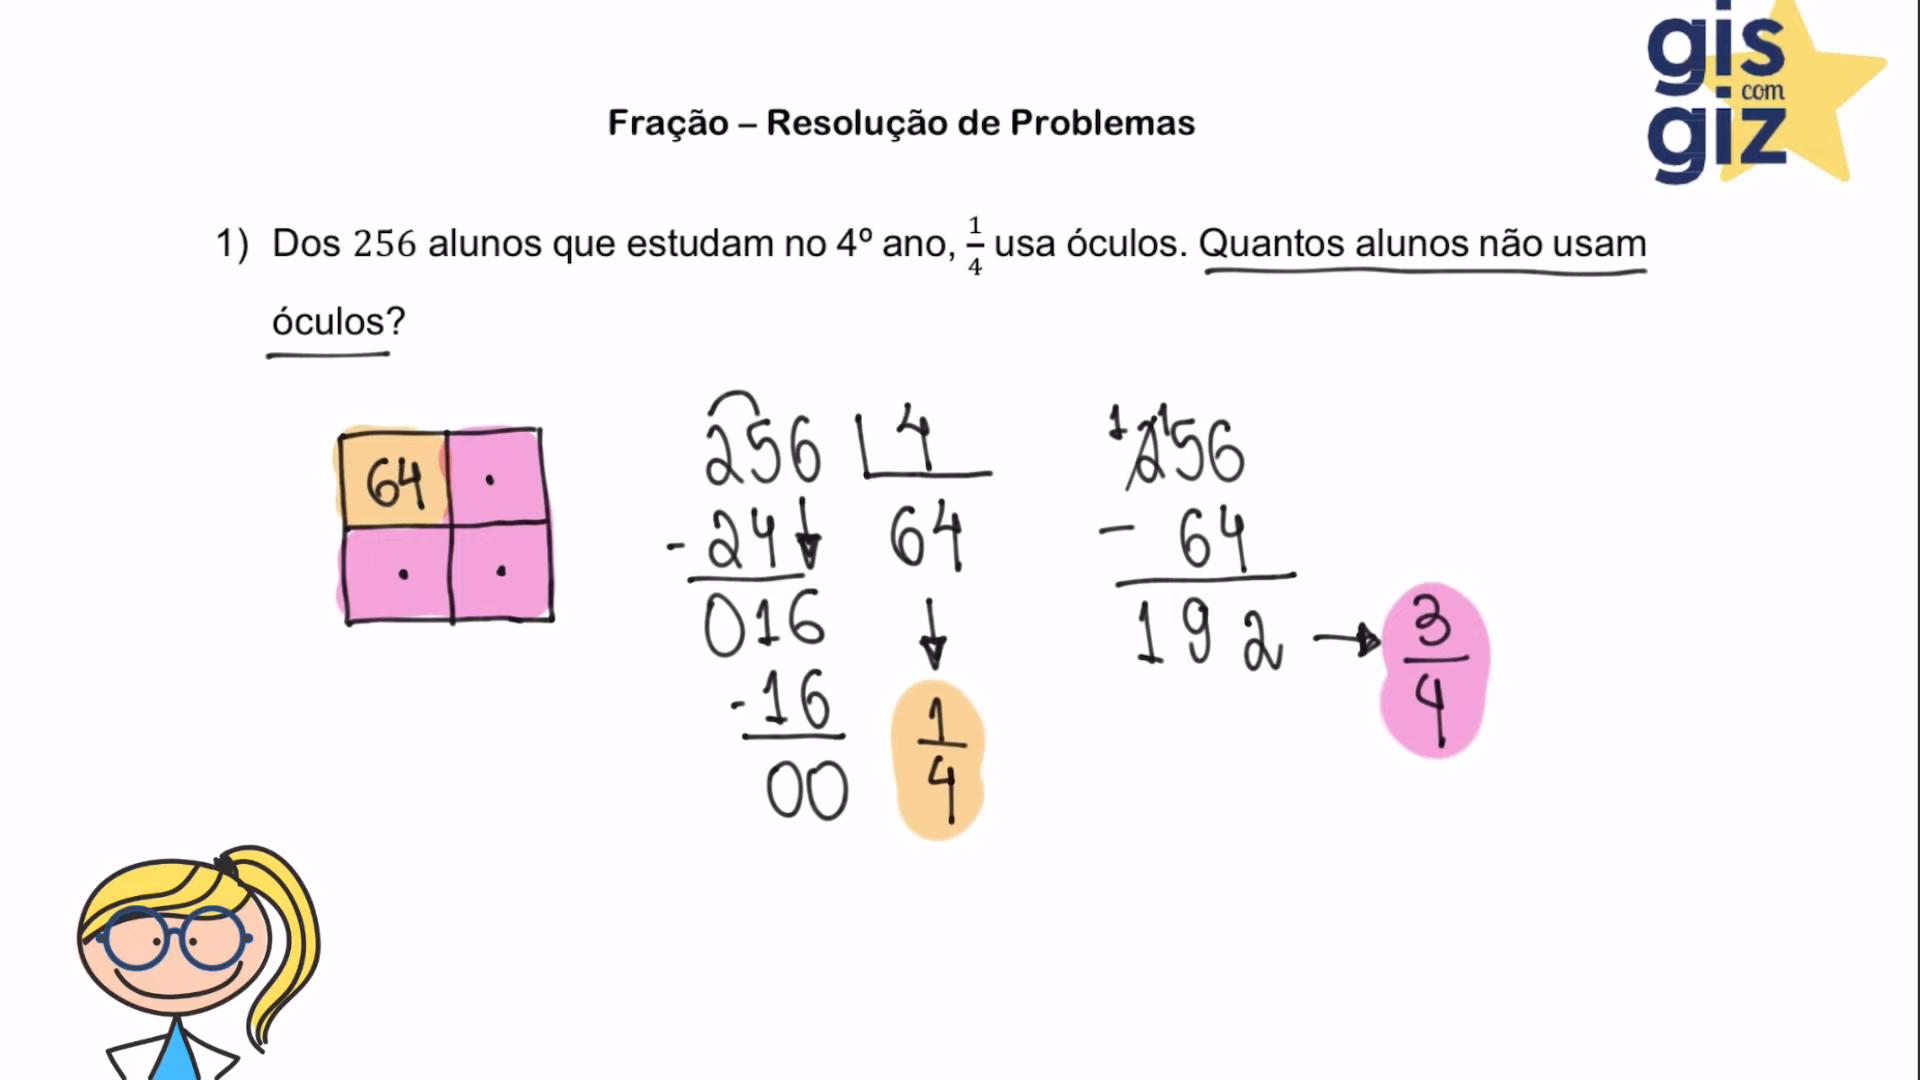 gis
com
giz
Fração – Resolução de Problemas
1) Dos 256 alunos que estudam no 4º ano, 1/4 usa óculos. Quantos alunos não usam
óculos?
64
256 4
- 24 64
016
- 16
00
1/4
1 1
256
- 64
192
3/4